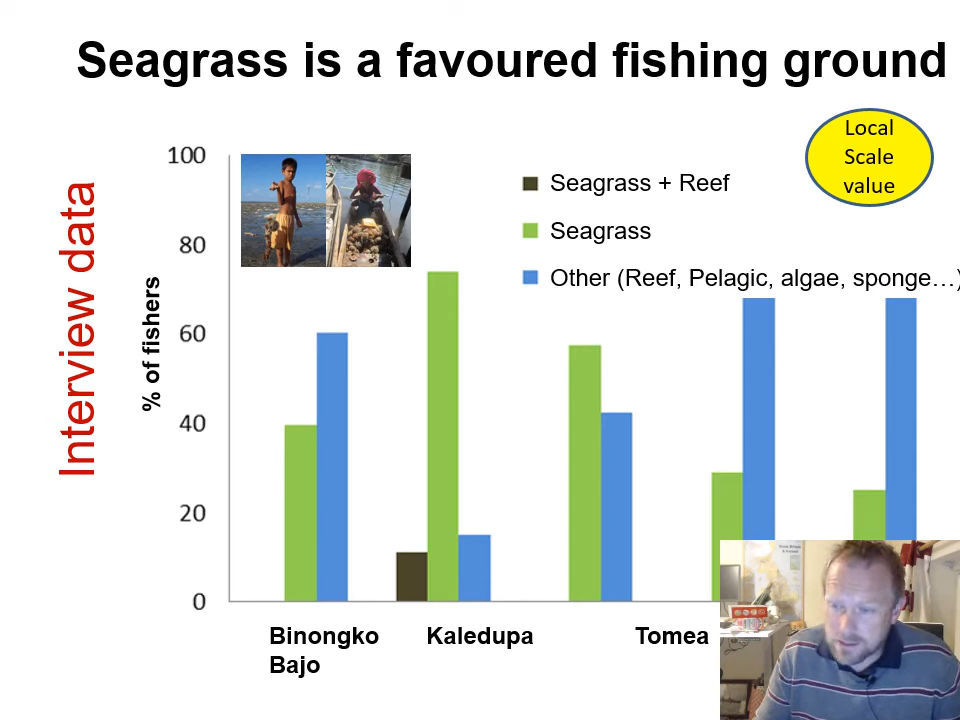 Seagrass is a favoured fishing ground
Local
Scale
value
Interview data
% of fishers
100
80
60
40
20
0
Seagrass + Reef
Seagrass
Other (Reef, Pelagic, algae, sponge…)
Binongko
Bajo
Kaledupa
Tomea